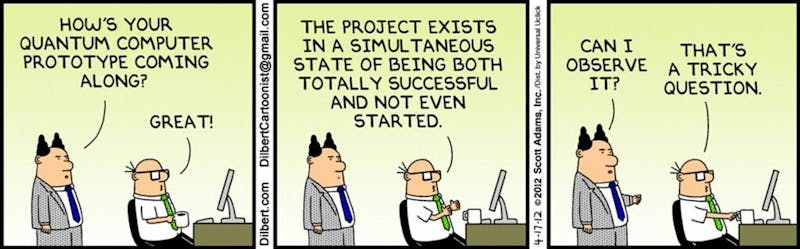 HOW'S YOUR
QUANTUM COMPUTER
PROTOTYPE COMING
ALONG?
GREAT!
Dilbert.com DilbertCartoonist@gmail.com
THE PROJECT EXISTS
IN A SIMULTANEOUS
STATE OF BEING BOTH
TOTALLY SUCCESSFUL
AND NOT EVEN
STARTED.
4-17-12 ©2012 Scott Adams, Inc. /Dist. by Universal Uclick
CAN I
OBSERVE
IT?
THAT'S
A TRICKY
QUESTION.